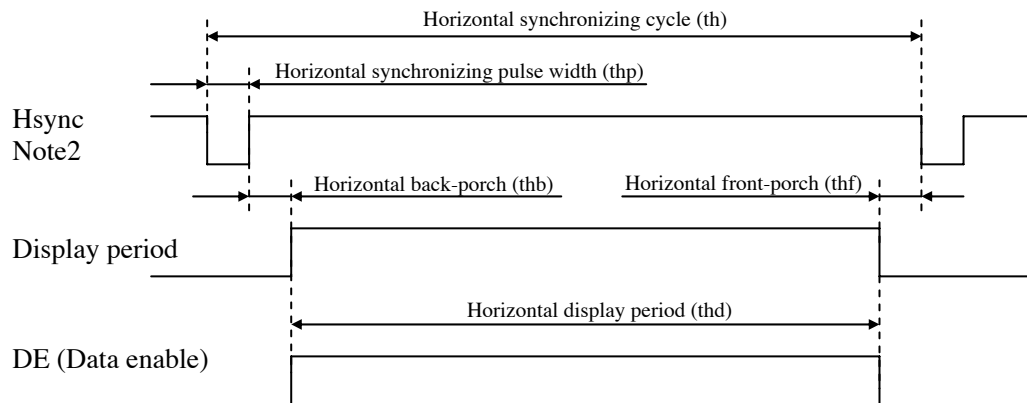 Horizontal synchronizing cycle (th)
Horizontal synchronizing pulse width (thp)
Hsync
Note2
Horizontal back-porch (thb)
Horizontal front-porch (thf)
Display period
Horizontal display period (thd)
DE (Data enable)